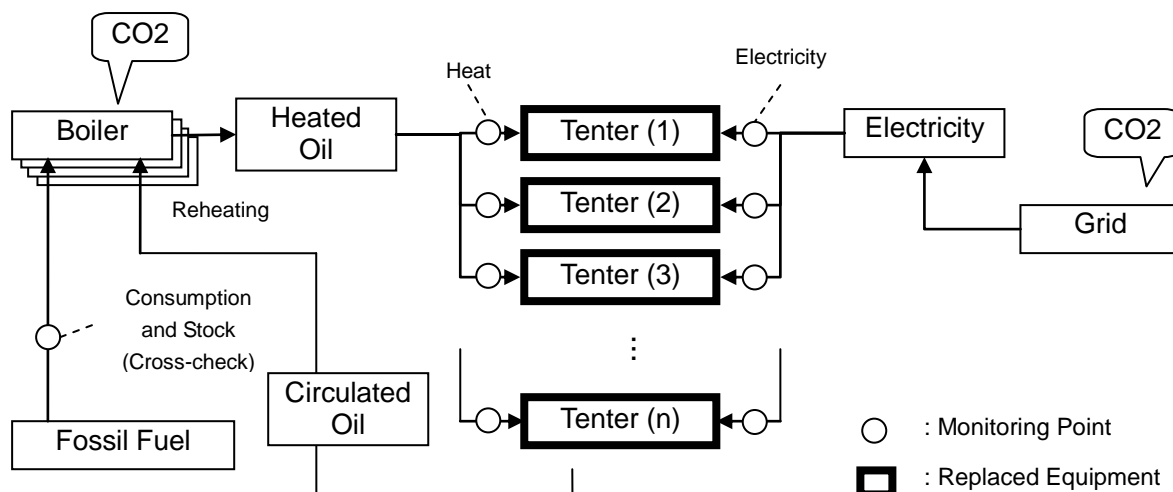 CO2
Heat
Electricity
Boiler
Heated
Oil
Tenter (1)
Electricity
CO2
Reheating
Tenter (2)
Grid
Tenter (3)
Consumption
and Stock
(Cross-check)
⋮
Circulated
Oil
Tenter (n)
Fossil Fuel
: Monitoring Point
: Replaced Equipment